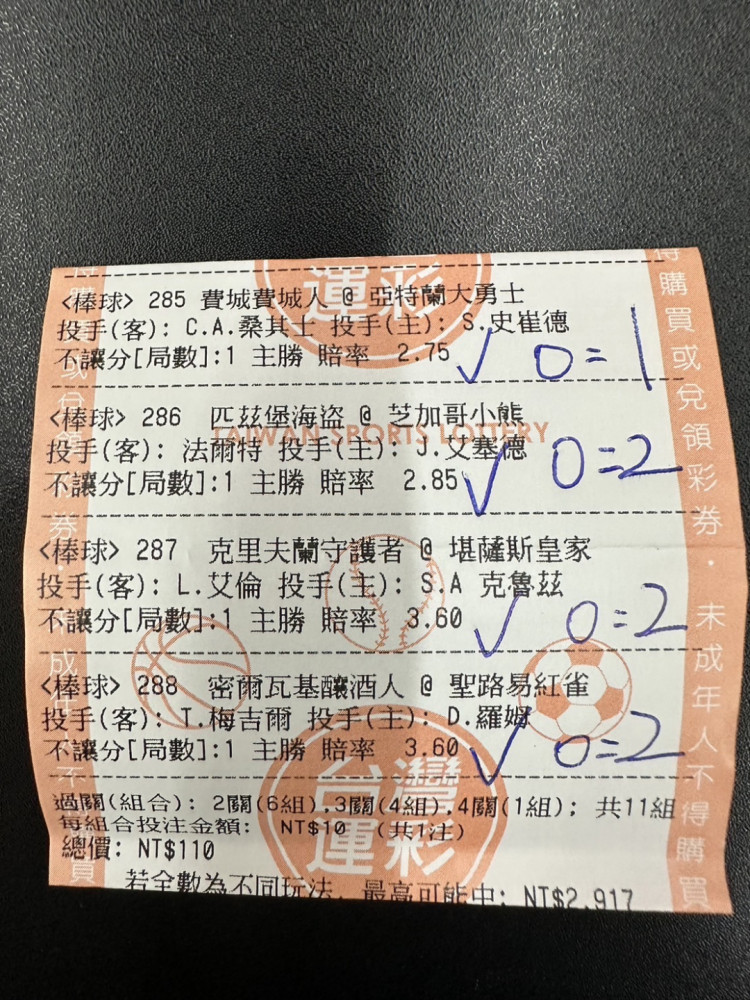 運彩
<棒球> 285 費城費城人 @ 亞特蘭大勇士
投手(客): C.A.桑其士 投手(主): S.史崔德
不讓分[局數]:1 主勝 賠率 2.75 ✓ 0=1
<棒球> 286 匹茲堡海盜 @ 芝加哥小熊
TAIWAN SPORTS LOTTERY
投手(客): 法爾特 投手(主): J.艾塞德
不讓分[局數]:1 主勝 賠率 2.85 ✓ 0=2
<棒球> 287 克里夫蘭守護者 @ 堪薩斯皇家
投手(客): L.艾倫 投手(主): S.A 克魯茲
不讓分[局數]:1 主勝 賠率 3.60 ✓ 0=2
<棒球> 288 密爾瓦基釀酒人 @ 聖路易紅雀
投手(客): T.梅吉爾 投手(主): D.羅姆
不讓分[局數]:1 主勝 賠率 3.60 ✓ 0=2
過關(組合): 2關(6組),3關(4組),4關(1組); 共11組
每組合投注金額: NT$10 (共1注)
總價: NT$110
台灣
運彩
若全數為不同玩法, 最高可能中: NT$2,917
得購買或兌領彩券・未成年人不得購買